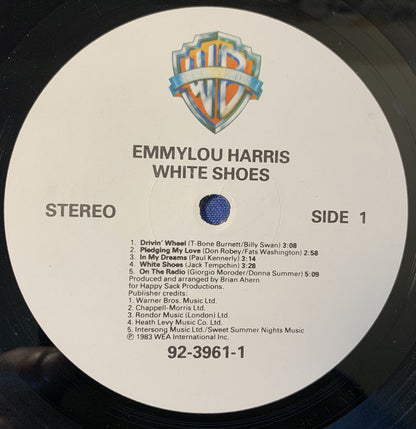 WB
EMMYLOU HARRIS
WHITE SHOES
STEREO
SIDE 1
1. Drivin' Wheel (T-Bone Burnett/Billy Swan) 3:08
2. Pledging My Love (Don Robey/Fats Washington) 2:58
3. In My Dreams (Paul Kennerly) 3:14
4. White Shoes (Jack Tempchin) 3:28
5. On The Radio (Giorgio Moroder/Donna Summer) 5:09
Produced and arranged by Brian Ahern
for Happy Sack Productions.
Publisher credits:
1. Warner Bros. Music Ltd.
2. Chappell-Morris Ltd.
3. Rondor Music (London) Ltd.
4. Heath Levy Music Co. Ltd.
5. Intersong Music Ltd./Sweet Summer Nights Music
℗ 1983 WEA International Inc.
92-3961-1